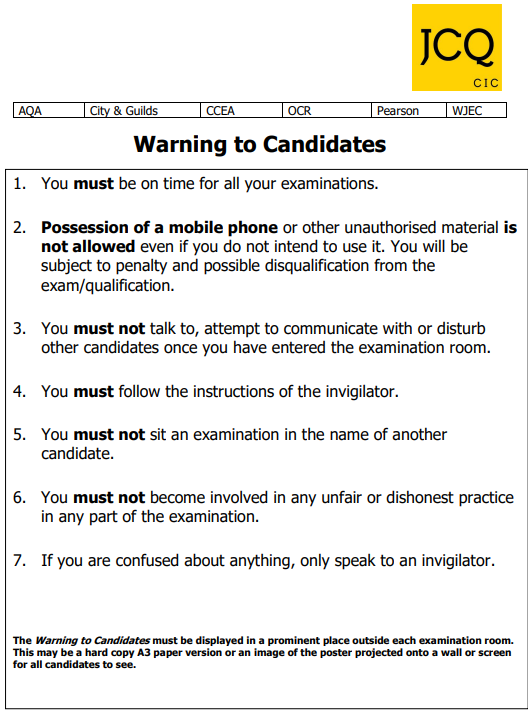 JCQ
CIC
AQA City & Guilds CCEA OCR Pearson WJEC
Warning to Candidates
1. You must be on time for all your examinations.
2. Possession of a mobile phone or other unauthorised material is
not allowed even if you do not intend to use it. You will be
subject to penalty and possible disqualification from the
exam/qualification.
3. You must not talk to, attempt to communicate with or disturb
other candidates once you have entered the examination room.
4. You must follow the instructions of the invigilator.
5. You must not sit an examination in the name of another
candidate.
6. You must not become involved in any unfair or dishonest practice
in any part of the examination.
7. If you are confused about anything, only speak to an invigilator.
The Warning to Candidates must be displayed in a prominent place outside each examination room.
This may be a hard copy A3 paper version or an image of the poster projected onto a wall or screen
for all candidates to see.